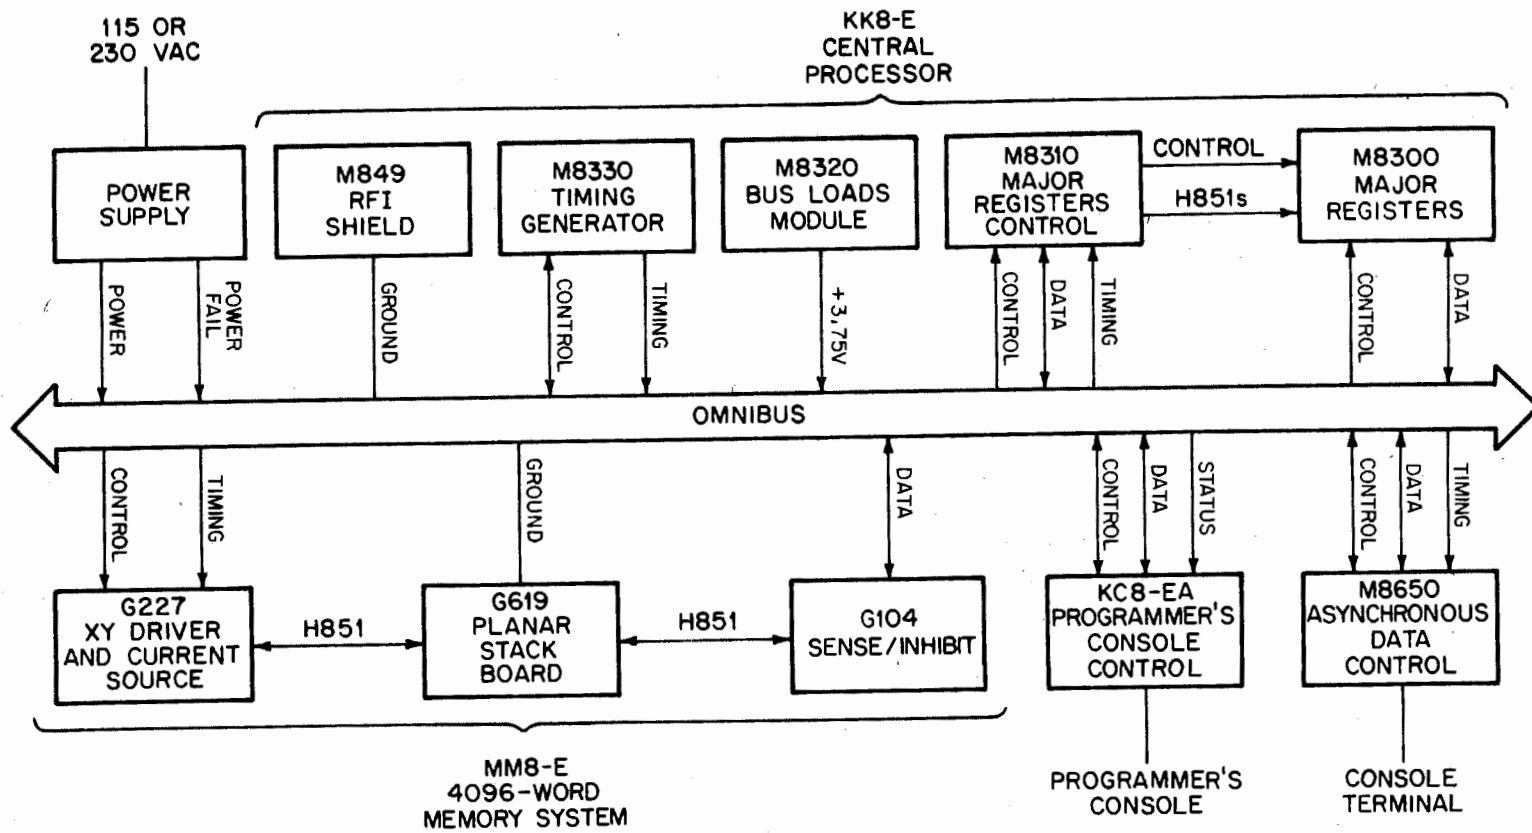 115 OR
230 VAC
KK8-E
CENTRAL
PROCESSOR
POWER
SUPPLY
M849
RFI
SHIELD
M8330
TIMING
GENERATOR
M8320
BUS LOADS
MODULE
M8310
MAJOR
REGISTERS
CONTROL
CONTROL
H851s
M8300
MAJOR
REGISTERS
POWER
POWER
FAIL
GROUND
CONTROL
TIMING
+3,75V
CONTROL
DATA
TIMING
CONTROL
DATA
OMNIBUS
CONTROL
TIMING
GROUND
DATA
CONTROL
DATA
STATUS
CONTROL
DATA
TIMING
G227
XY DRIVER
AND CURRENT
SOURCE
H851
G619
PLANAR
STACK
BOARD
H851
G104
SENSE/INHIBIT
KC8-EA
PROGRAMMER'S
CONSOLE
CONTROL
M8650
ASYNCHRONOUS
DATA
CONTROL
MM8-E
4096-WORD
MEMORY SYSTEM
PROGRAMMER'S
CONSOLE
CONSOLE
TERMINAL